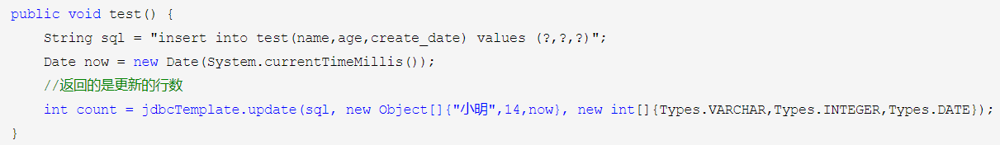 public void test() {
    String sql = "insert into test(name,age,create_date) values (?,?,?)";
    Date now = new Date(System.currentTimeMillis());
    //返回的是更新的行数
    int count = jdbcTemplate.update(sql, new Object[]{"小明",14,now}, new int[]{Types.VARCHAR,Types.INTEGER,Types.DATE});
}